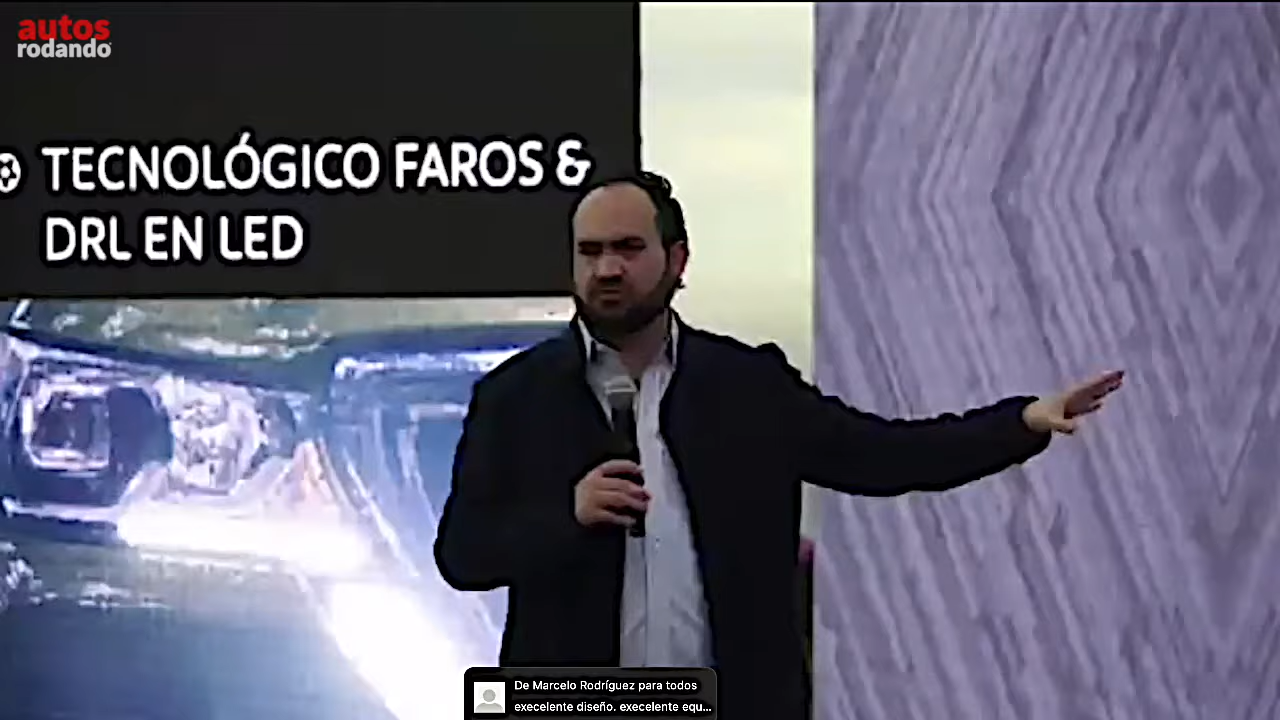 autos
rodando
TECNOLÓGICO FAROS &
DRL EN LED
De Marcelo Rodríguez para todos
execelente diseño. execelente equ...